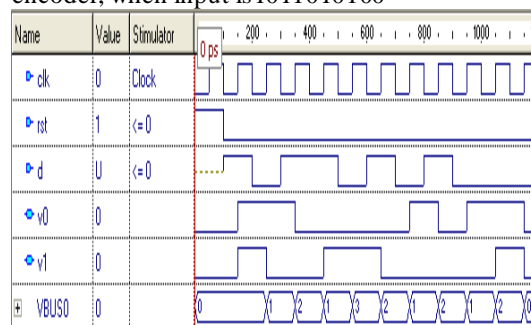 encoder, when input is1011010100
Name Value Stimulator 200 400 600 800 1000
0 ps
clk 0 Clock
rst 1 <= 0
d U <= 0
v0 0
v1 0
VBUS0 0 0 1 2 1 3 2 1 2 1 2